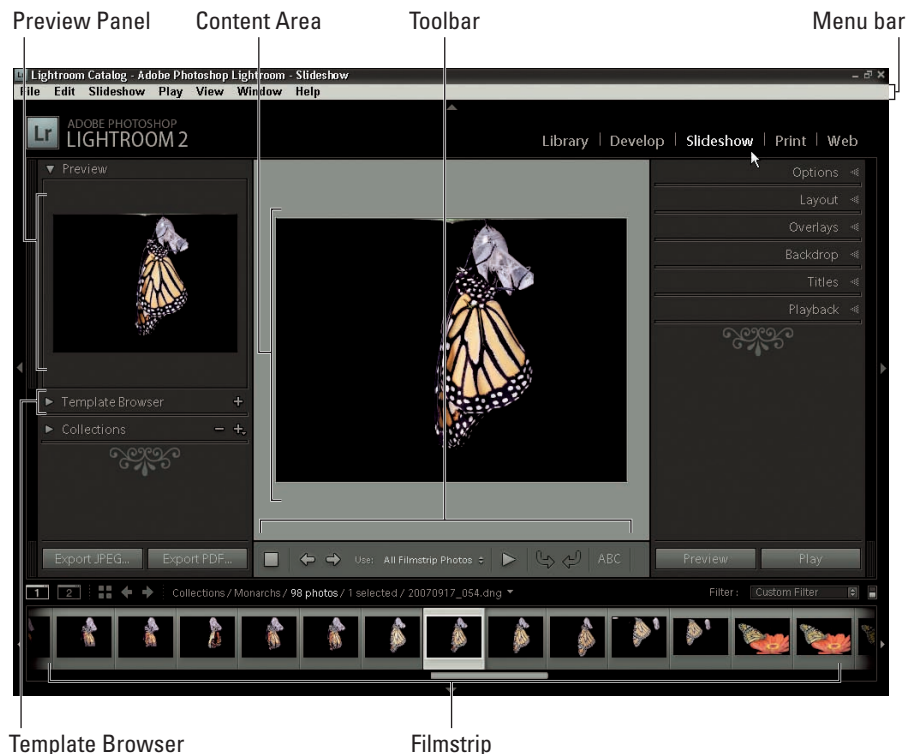 Preview Panel Content Area Toolbar Menu bar
Lr Lightroom Catalog - Adobe Photoshop Lightroom - Slideshow
File Edit Slideshow Play View Window Help
Lr ADOBE PHOTOSHOP
LIGHTROOM 2
Library | Develop | Slideshow | Print | Web
Preview
Options
Layout
Overlays
Backdrop
Titles
Playback
Template Browser +
Collections - +
Export JPEG... Export PDF... Use: All Filmstrip Photos ABC Preview Play
1 2 Collections / Monarchs / 98 photos / 1 selected / 20070917_054.dng Filter: Custom Filter
Template Browser Filmstrip